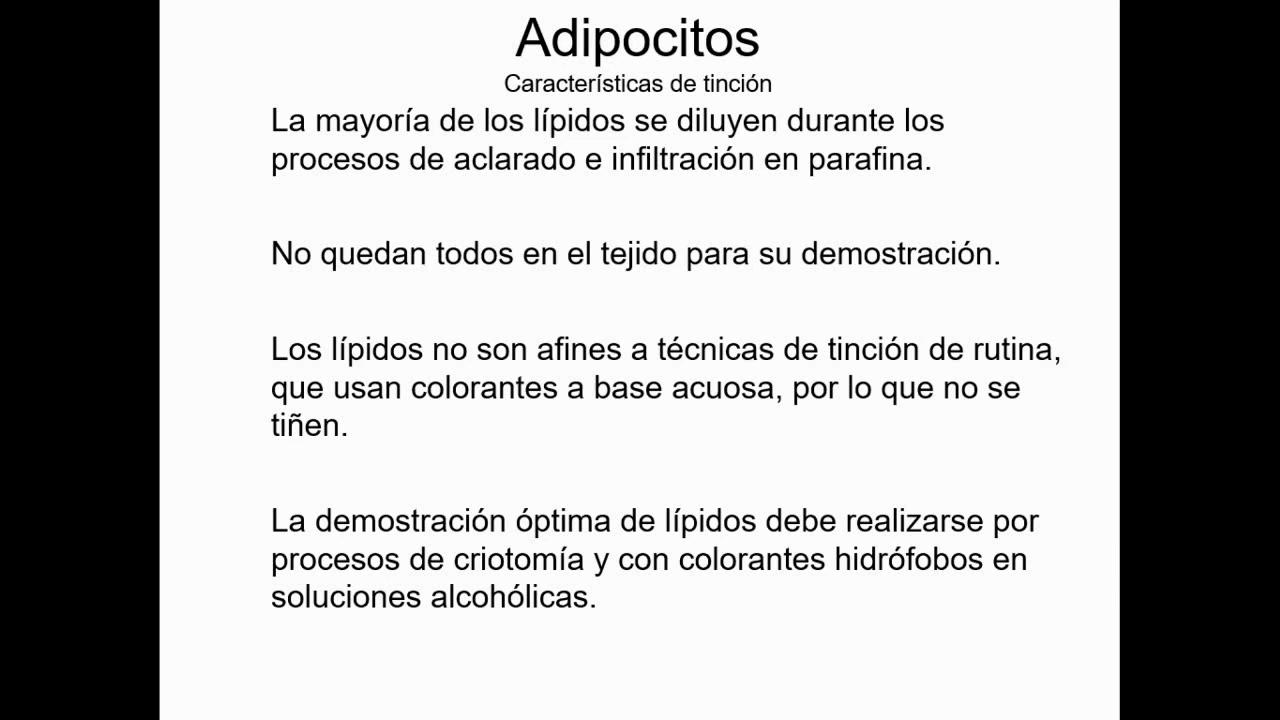 Adipocitos
Características de tinción
La mayoría de los lípidos se diluyen durante los
procesos de aclarado e infiltración en parafina.
No quedan todos en el tejido para su demostración.
Los lípidos no son afines a técnicas de tinción de rutina,
que usan colorantes a base acuosa, por lo que no se
tiñen.
La demostración óptima de lípidos debe realizarse por
procesos de criotomía y con colorantes hidrófobos en
soluciones alcohólicas.